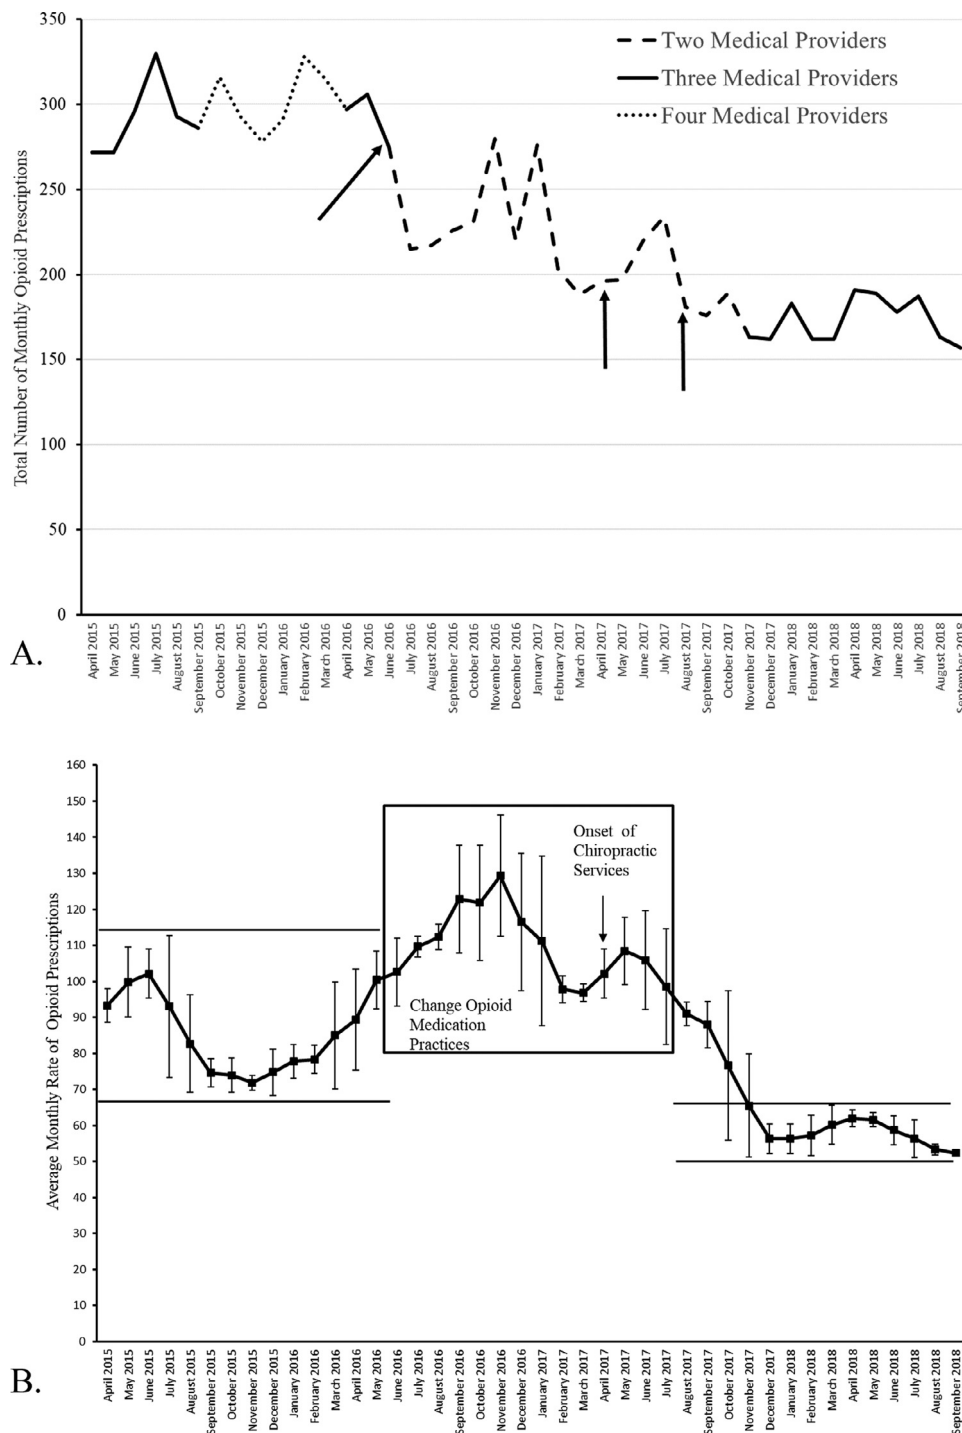 350
300
250
200
150
100
50
0
Total Number of Monthly Opioid Prescriptions
Two Medical Providers
Three Medical Providers
Four Medical Providers
April 2015
May 2015
June 2015
July 2015
August 2015
September 2015
October 2015
November 2015
December 2015
January 2016
February 2016
March 2016
April 2016
May 2016
June 2016
July 2016
August 2016
September 2016
October 2016
November 2016
December 2016
January 2017
February 2017
March 2017
April 2017
May 2017
June 2017
July 2017
August 2017
September 2017
October 2017
November 2017
December 2017
January 2018
February 2018
March 2018
April 2018
May 2018
June 2018
July 2018
August 2018
September 2018
A.
160
150
140
130
120
110
100
90
80
70
60
50
40
30
20
10
0
Average Monthly Rate of Opioid Prescriptions
Onset of
Chiropractic
Services
Change Opioid
Medication
Practices
April 2015
May 2015
June 2015
July 2015
August 2015
September 2015
October 2015
November 2015
December 2015
January 2016
February 2016
March 2016
April 2016
May 2016
June 2016
July 2016
August 2016
September 2016
October 2016
November 2016
December 2016
January 2017
February 2017
March 2017
April 2017
May 2017
June 2017
July 2017
August 2017
September 2017
October 2017
November 2017
December 2017
January 2018
February 2018
March 2018
April 2018
May 2018
June 2018
July 2018
August 2018
September 2018
B.